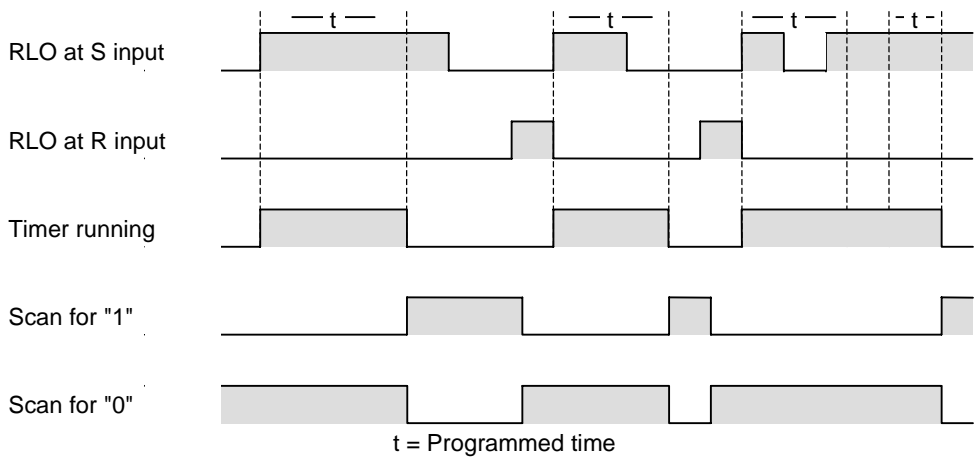 t t t t
RLO at S input
RLO at R input
Timer running
Scan for "1"
Scan for "0"
t = Programmed time